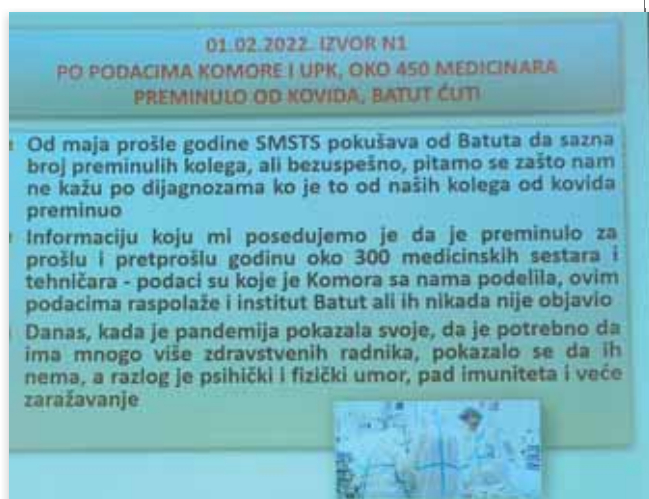 01.02.2022. IZVOR N1
PO PODACIMA KOMORE I UPK, OKO 450 MEDICINARA
PREMINULO OD KOVIDA, BATUT ĆUTI
Od maja prošle godine SMSTS pokušava od Batuta da sazna
broj preminulih kolega, ali bezuspešno, pitamo se zašto nam
ne kažu po dijagnozama ko je to od naših kolega od kovida
preminuo
Informaciju koju mi posedujemo je da je preminulo za
prošlu i pretprošlu godinu oko 300 medicinskih sestara i
tehničara - podaci su koje je Komora sa nama podelila, ovim
podacima raspolaže i institut Batut ali ih nikada nije objavio
Danas, kada je pandemija pokazala svoje, da je potrebno da
ima mnogo više zdravstvenih radnika, pokazalo se da ih
nema, a razlog je psihički i fizički umor, pad imuniteta i veće
zaražavanje